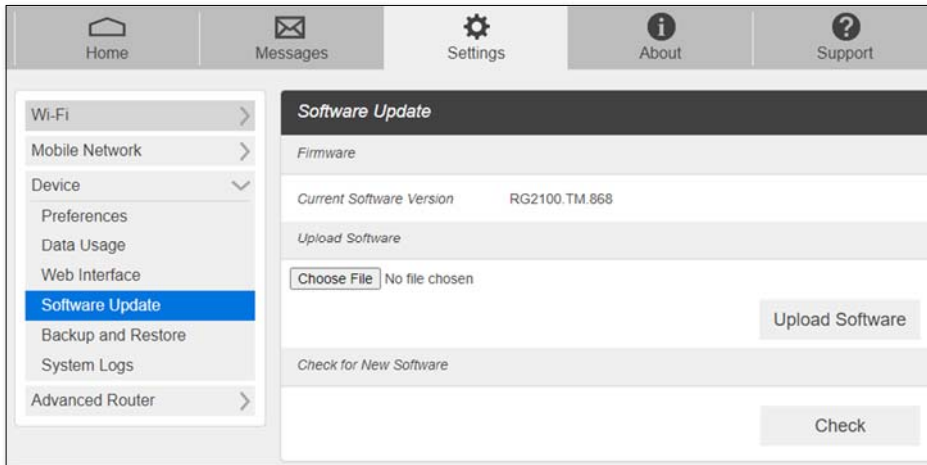 Home
Messages
Settings
About
Support
Wi-Fi
Mobile Network
Device
Preferences
Data Usage
Web Interface
Software Update
Backup and Restore
System Logs
Advanced Router
Software Update
Firmware
Current Software Version RG2100.TM.868
Upload Software
Choose File No file chosen
Upload Software
Check for New Software
Check